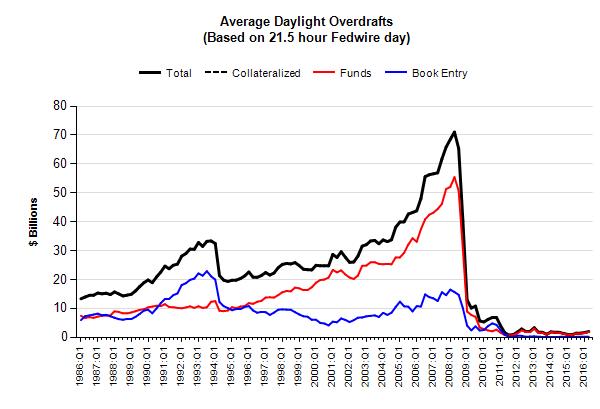 Average Daylight Overdrafts
(Based on 21.5 hour Fedwire day)
Total Collateralized Funds Book Entry
$ Billions
80
70
60
50
40
30
20
10
0
1986:Q1
1987:Q1
1988:Q1
1989:Q1
1990:Q1
1991:Q1
1992:Q1
1993:Q1
1994:Q1
1995:Q1
1996:Q1
1997:Q1
1998:Q1
1999:Q1
2000:Q1
2001:Q1
2002:Q1
2003:Q1
2004:Q1
2005:Q1
2006:Q1
2007:Q1
2008:Q1
2009:Q1
2010:Q1
2011:Q1
2012:Q1
2013:Q1
2014:Q1
2015:Q1
2016:Q1